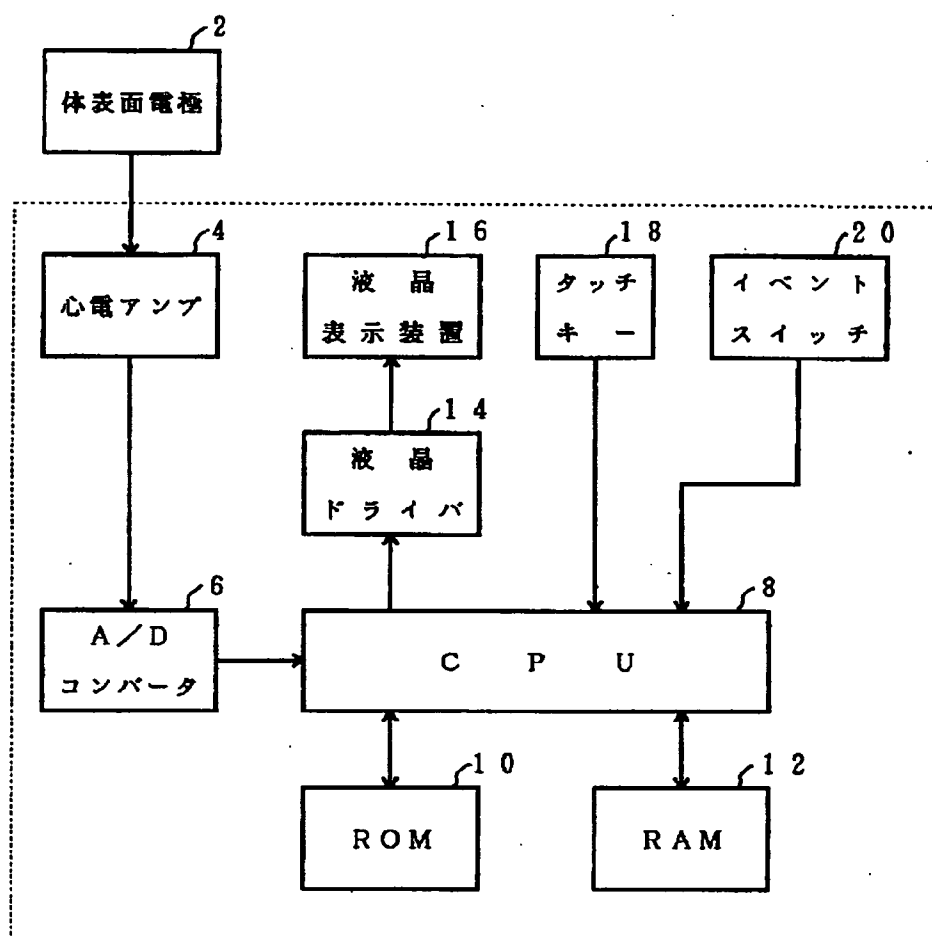 2
体表面電極
4
心電アンプ
16
液晶
表示装置
18
タッチ
キー
20
イベント
スイッチ
14
液晶
ドライバ
6
A/D
コンバータ
8
CPU
10
ROM
12
RAM